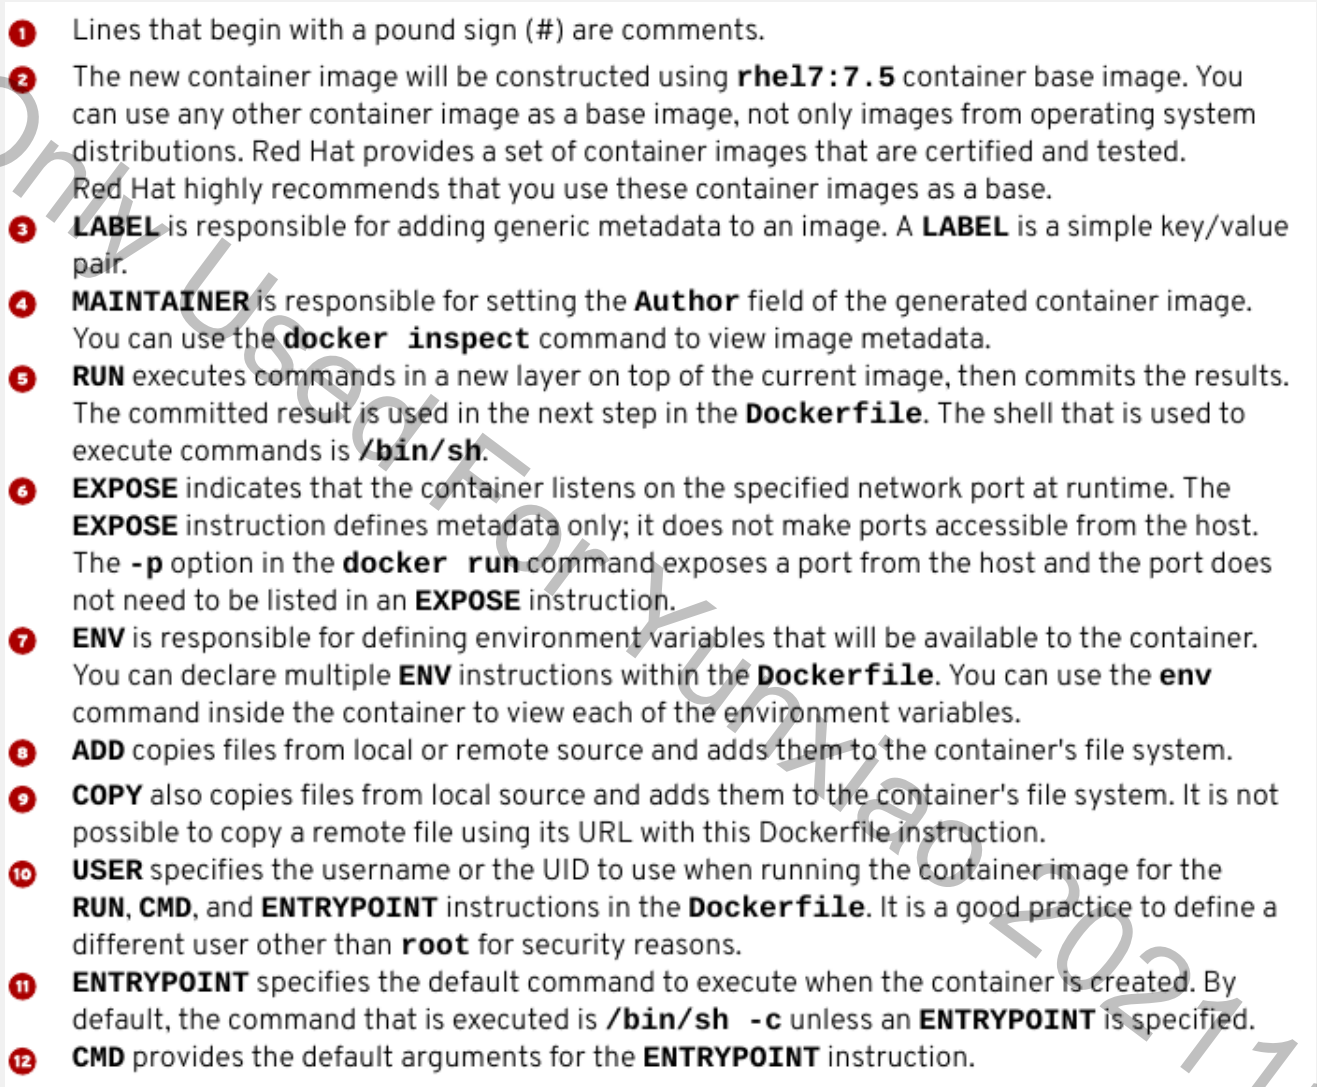 1 Lines that begin with a pound sign (#) are comments.
2 The new container image will be constructed using rhel7:7.5 container base image. You
can use any other container image as a base image, not only images from operating system
distributions. Red Hat provides a set of container images that are certified and tested.
Red Hat highly recommends that you use these container images as a base.
3 LABEL is responsible for adding generic metadata to an image. A LABEL is a simple key/value
pair.
4 MAINTAINER is responsible for setting the Author field of the generated container image.
You can use the docker inspect command to view image metadata.
5 RUN executes commands in a new layer on top of the current image, then commits the results.
The committed result is used in the next step in the Dockerfile. The shell that is used to
execute commands is /bin/sh.
6 EXPOSE indicates that the container listens on the specified network port at runtime. The
EXPOSE instruction defines metadata only; it does not make ports accessible from the host.
The -p option in the docker run command exposes a port from the host and the port does
not need to be listed in an EXPOSE instruction.
7 ENV is responsible for defining environment variables that will be available to the container.
You can declare multiple ENV instructions within the Dockerfile. You can use the env
command inside the container to view each of the environment variables.
8 ADD copies files from local or remote source and adds them to the container's file system.
9 COPY also copies files from local source and adds them to the container's file system. It is not
possible to copy a remote file using its URL with this Dockerfile instruction.
10 USER specifies the username or the UID to use when running the container image for the
RUN, CMD, and ENTRYPOINT instructions in the Dockerfile. It is a good practice to define a
different user other than root for security reasons.
11 ENTRYPOINT specifies the default command to execute when the container is created. By
default, the command that is executed is /bin/sh -c unless an ENTRYPOINT is specified.
12 CMD provides the default arguments for the ENTRYPOINT instruction.
Only Used For Yunxiao 20211